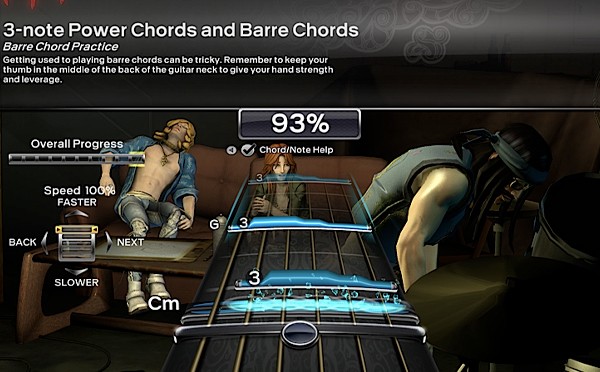 3-note Power Chords and Barre Chords
Barre Chord Practice
Getting used to playing barre chords can be tricky. Remember to keep your
thumb in the middle of the back of the guitar neck to give your hand strength
and leverage.
93%
Overall Progress
Chord/Note Help
3
Speed 100%
FASTER
G 3
BACK NEXT
SLOWER
3
Cm